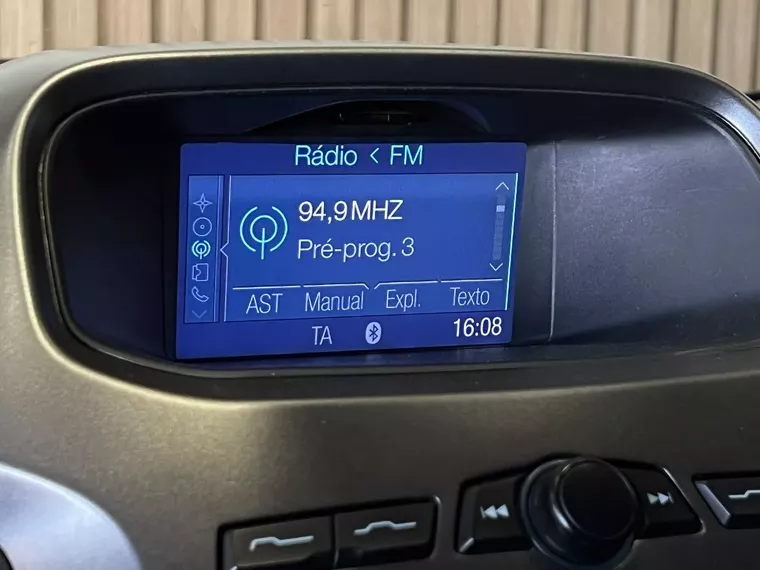 Rádio < FM
94,9 MHZ
Pré-prog. 3
AST Manual Expl. Texto
TA 16:08